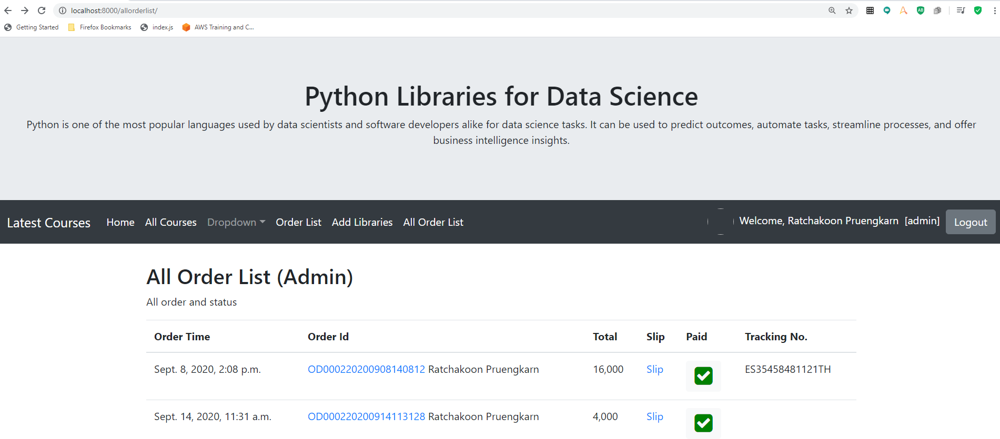 localhost:8000/allorderlist/
Getting Started Firefox Bookmarks index.js AWS Training and C...
Python Libraries for Data Science
Python is one of the most popular languages used by data scientists and software developers alike for data science tasks. It can be used to predict outcomes, automate tasks, streamline processes, and offer
business intelligence insights.
Latest Courses Home All Courses Dropdown Order List Add Libraries All Order List Welcome, Ratchakoon Pruengkarn [admin] Logout
All Order List (Admin)
All order and status
Order Time Order Id Total Slip Paid Tracking No.
Sept. 8, 2020, 2:08 p.m. OD000220200908140812 Ratchakoon Pruengkarn 16,000 Slip ES35458481121TH
Sept. 14, 2020, 11:31 a.m. OD000220200914113128 Ratchakoon Pruengkarn 4,000 Slip